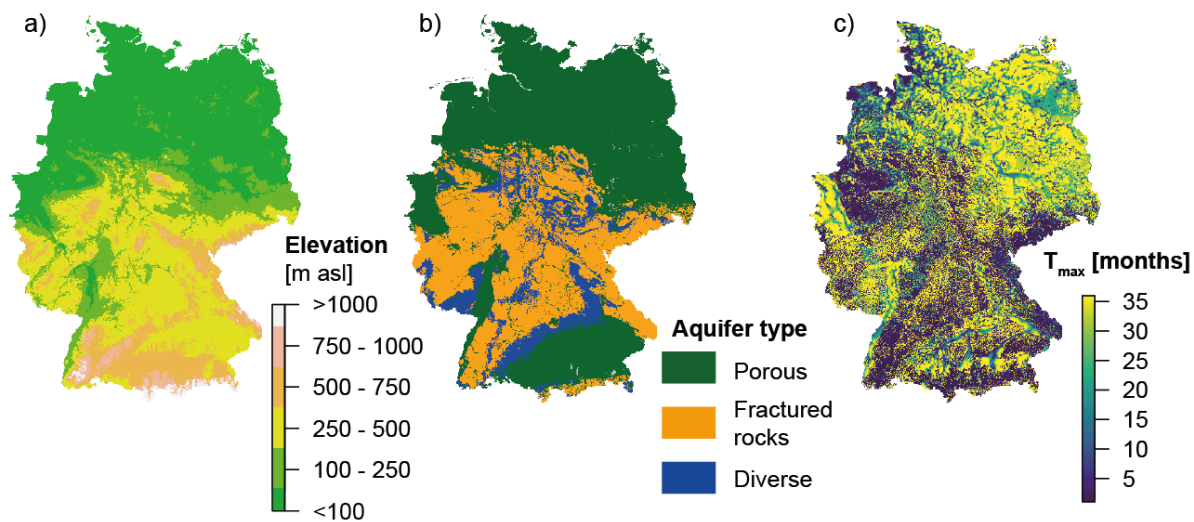 a)
Elevation
[m asl]
>1000
750 - 1000
500 - 750
250 - 500
100 - 250
<100
b)
Aquifer type
Porous
Fractured
rocks
Diverse
c)
Tmax [months]
35
30
25
20
15
10
5